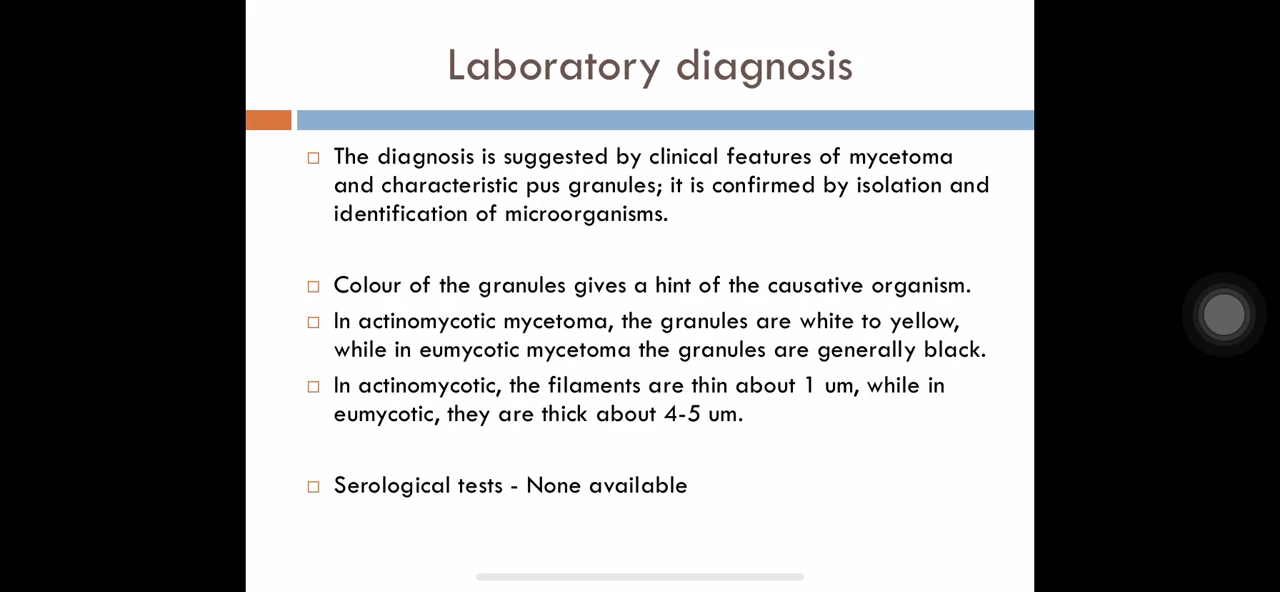 Laboratory diagnosis
The diagnosis is suggested by clinical features of mycetoma
and characteristic pus granules; it is confirmed by isolation and
identification of microorganisms.
Colour of the granules gives a hint of the causative organism.
In actinomycotic mycetoma, the granules are white to yellow,
while in eumycotic mycetoma the granules are generally black.
In actinomycotic, the filaments are thin about 1 um, while in
eumycotic, they are thick about 4-5 um.
Serological tests - None available